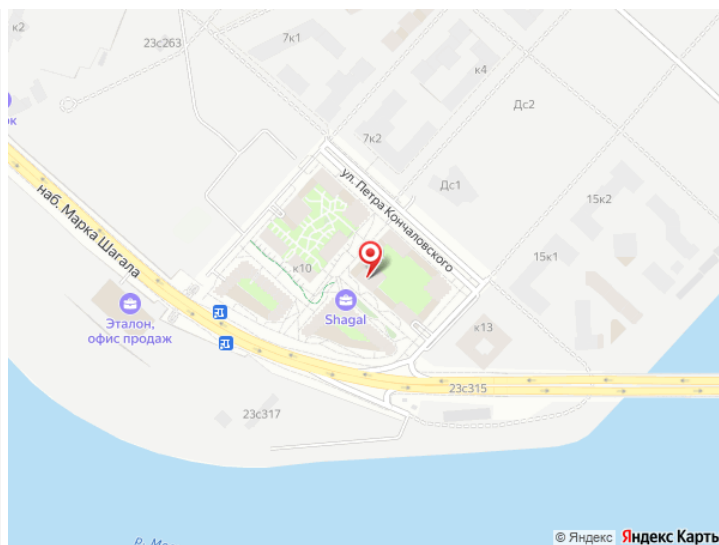 к2
23с263
7к1
к4
Дс2
7к2
ул. Петра Кончаловского
Дс1
15к2
наб. Марка Шагала
15к1
к10
Эталон,
офис продаж
Shagal
к13
23с315
23с317
© Яндекс Яндекс Карты